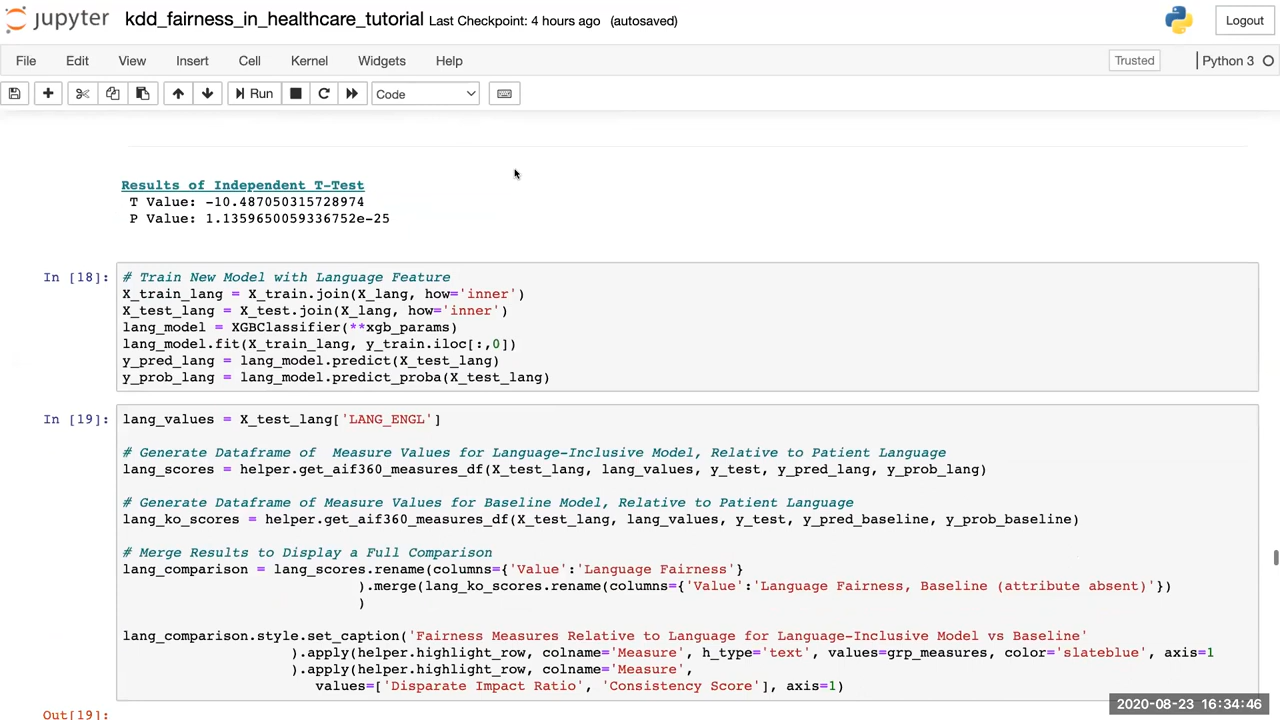 jupyter kdd_fairness_in_healthcare_tutorial Last Checkpoint: 4 hours ago (autosaved) Logout
File Edit View Insert Cell Kernel Widgets Help Trusted Python 3
Run Code
Results of Independent T-Test
T Value: -10.487050315728974
P Value: 1.1359650059336752e-25
In [18]: # Train New Model with Language Feature
X_train_lang = X_train.join(X_lang, how='inner')
X_test_lang = X_test.join(X_lang, how='inner')
lang_model = XGBClassifier(**xgb_params)
lang_model.fit(X_train_lang, y_train.iloc[:,0])
y_pred_lang = lang_model.predict(X_test_lang)
y_prob_lang = lang_model.predict_proba(X_test_lang)
In [19]: lang_values = X_test_lang['LANG_ENGL']
# Generate Dataframe of  Measure Values for Language-Inclusive Model, Relative to Patient Language
lang_scores = helper.get_aif360_measures_df(X_test_lang, lang_values, y_test, y_pred_lang, y_prob_lang)
# Generate Dataframe of Measure Values for Baseline Model, Relative to Patient Language
lang_ko_scores = helper.get_aif360_measures_df(X_test_lang, lang_values, y_test, y_pred_baseline, y_prob_baseline)
# Merge Results to Display a Full Comparison
lang_comparison = lang_scores.rename(columns={'Value':'Language Fairness'}
).merge(lang_ko_scores.rename(columns={'Value':'Language Fairness, Baseline (attribute absent)'})
)
lang_comparison.style.set_caption('Fairness Measures Relative to Language for Language-Inclusive Model vs Baseline'
).apply(helper.highlight_row, colname='Measure', h_type='text', values=grp_measures, color='slateblue', axis=1
).apply(helper.highlight_row, colname='Measure',
values=['Disparate Impact Ratio', 'Consistency Score'], axis=1)
2020-08-23 16:34:46
Out[19]: